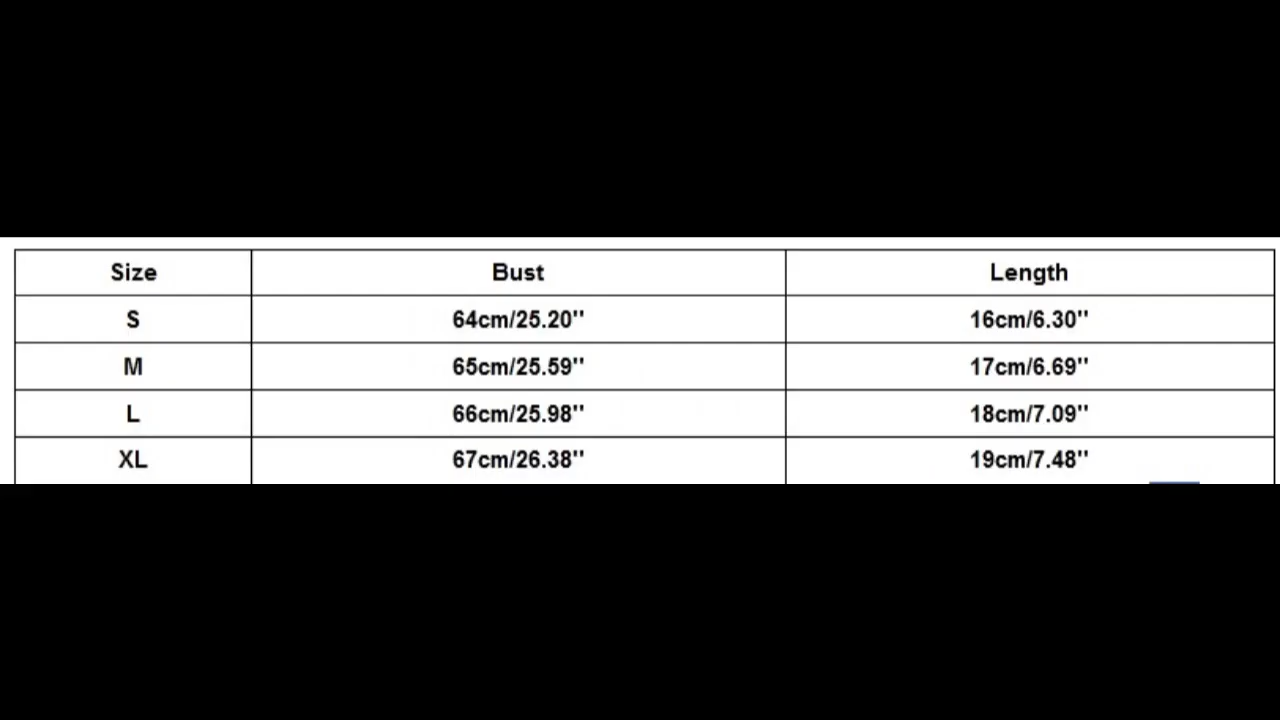 Size Bust Length
S 64cm/25.20'' 16cm/6.30''
M 65cm/25.59'' 17cm/6.69''
L 66cm/25.98'' 18cm/7.09''
XL 67cm/26.38'' 19cm/7.48''